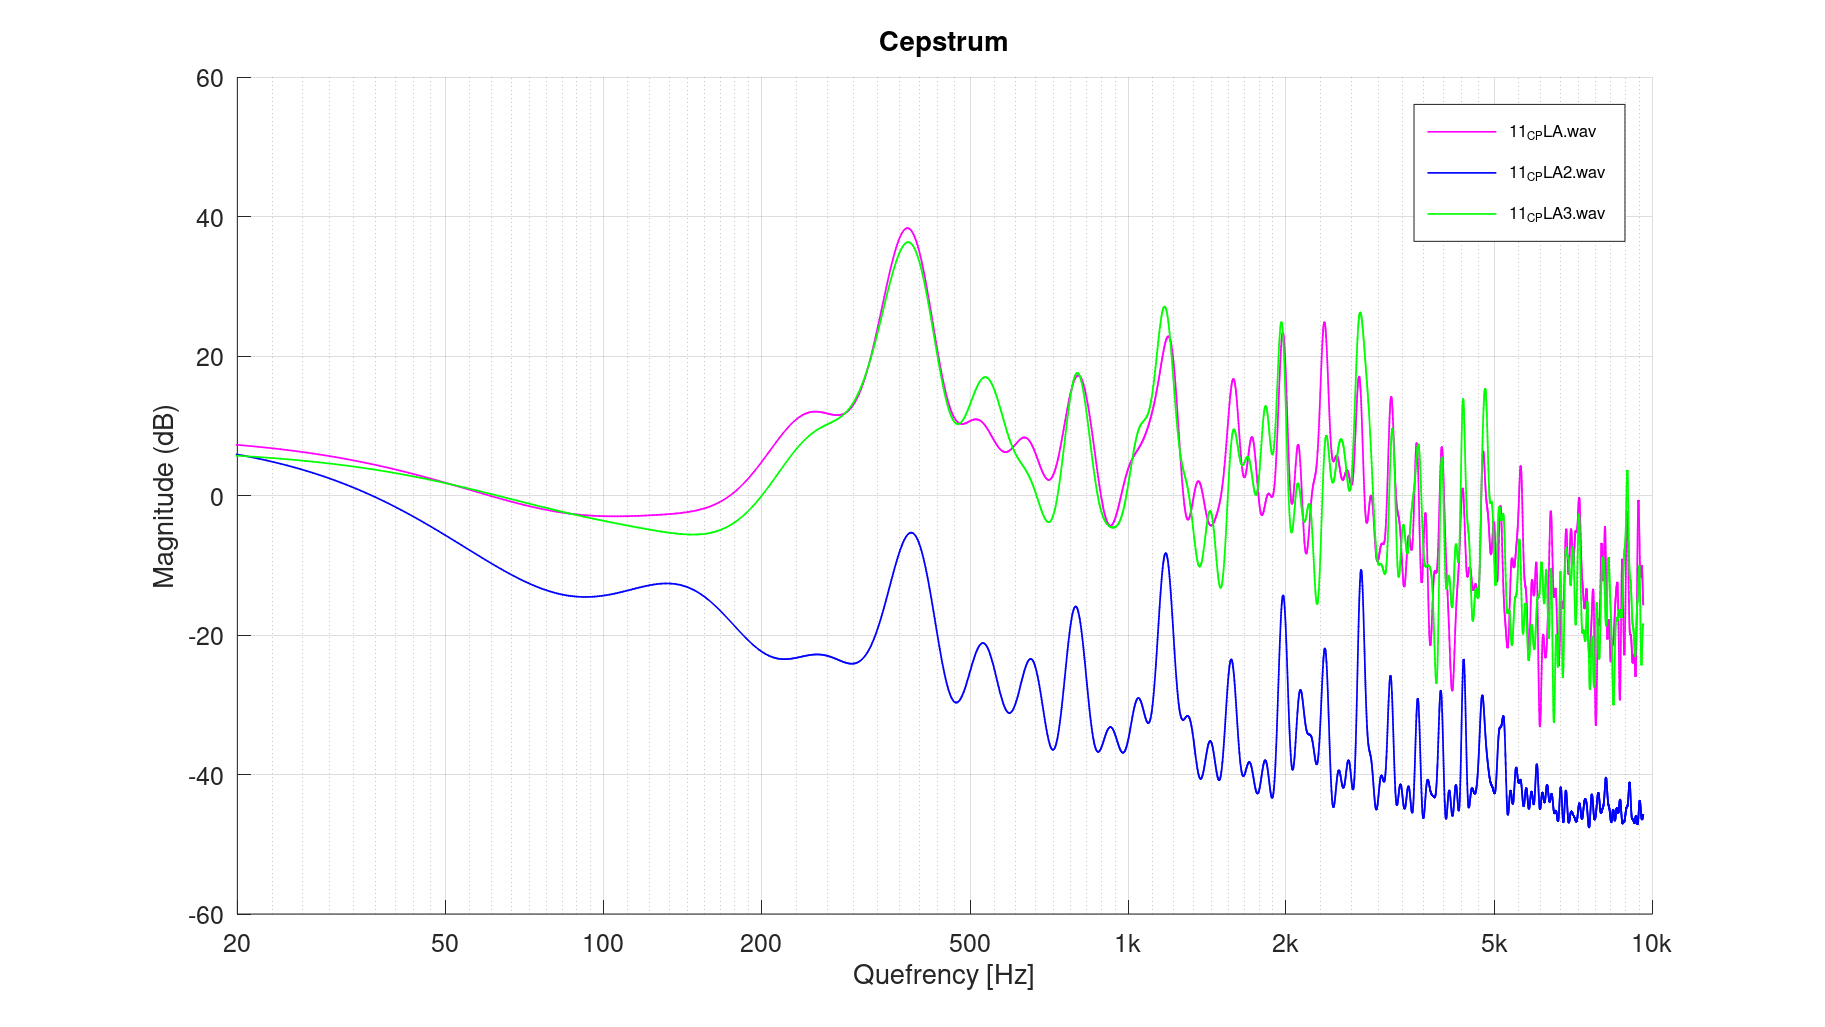 Cepstrum
60
40
20
0
-20
-40
-60
Magnitude (dB)
11CPLA.wav
11CPLA2.wav
11CPLA3.wav
20 50 100 200 500 1k 2k 5k 10k
Quefrency [Hz]